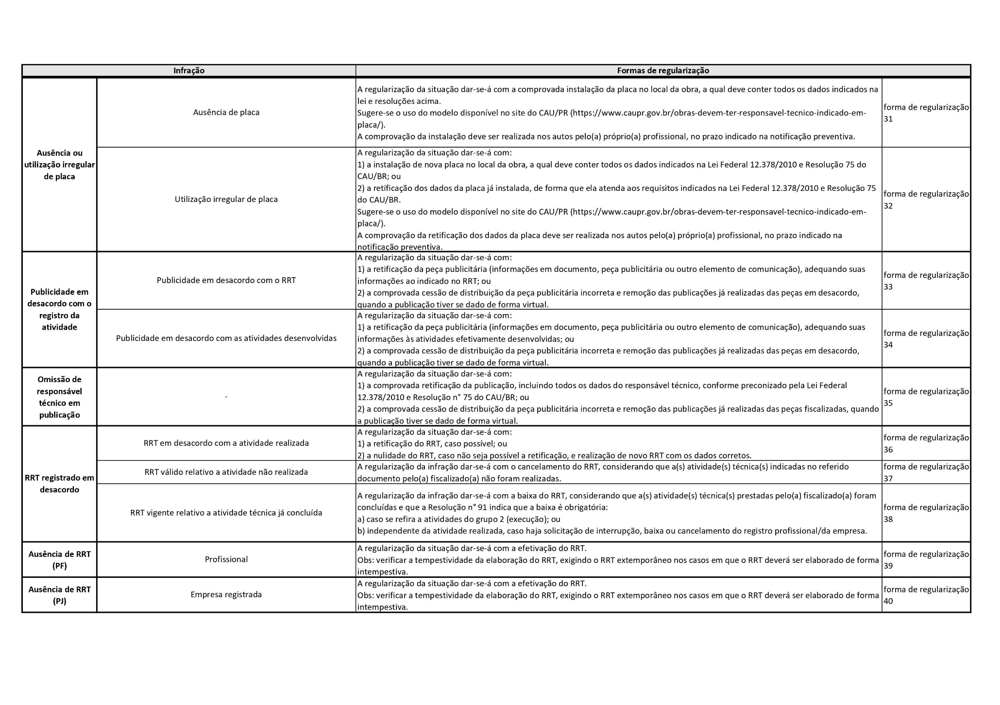 Infração
Formas de regularização
Ausência ou
utilização irregular
de placa
Ausência de placa
A regularização da situação dar-se-á com a comprovada instalação da placa no local da obra, a qual deve conter todos os dados indicados na
lei e resoluções acima.
Sugere-se o uso do modelo disponível no site do CAU/PR (https://www.caupr.gov.br/obras-devem-ter-responsavel-tecnico-indicado-em-
placa/).
A comprovação da instalação deve ser realizada nos autos pelo(a) próprio(a) profissional, no prazo indicado na notificação preventiva.
forma de regularização
31
Utilização irregular de placa
A regularização da situação dar-se-á com:
1) a instalação de nova placa no local da obra, a qual deve conter todos os dados indicados na Lei Federal 12.378/2010 e Resolução 75 do
CAU/BR; ou
2) a retificação dos dados da placa já instalada, de forma que ela atenda aos requisitos indicados na Lei Federal 12.378/2010 e Resolução 75
do CAU/BR.
Sugere-se o uso do modelo disponível no site do CAU/PR (https://www.caupr.gov.br/obras-devem-ter-responsavel-tecnico-indicado-em-
placa/).
A comprovação da retificação dos dados da placa deve ser realizada nos autos pelo(a) próprio(a) profissional, no prazo indicado na
notificação preventiva.
forma de regularização
32
Publicidade em
desacordo com o
registro da
atividade
Publicidade em desacordo com o RRT
A regularização da situação dar-se-á com:
1) a retificação da peça publicitária (informações em documento, peça publicitária ou outro elemento de comunicação), adequando suas
informações ao indicado no RRT; ou
2) a comprovada cessão de distribuição da peça publicitária incorreta e remoção das publicações já realizadas das peças em desacordo,
quando a publicação tiver se dado de forma virtual.
forma de regularização
33
Publicidade em desacordo com as atividades desenvolvidas
A regularização da situação dar-se-á com:
1) a retificação da peça publicitária (informações em documento, peça publicitária ou outro elemento de comunicação), adequando suas
informações às atividades efetivamente desenvolvidas; ou
2) a comprovada cessão de distribuição da peça publicitária incorreta e remoção das publicações já realizadas das peças em desacordo,
quando a publicação tiver se dado de forma virtual.
forma de regularização
34
Omissão de
responsável
técnico em
publicação
-
A regularização da situação dar-se-á com:
1) a comprovada retificação da publicação, incluindo todos os dados do responsável técnico, conforme preconizado pela Lei Federal
12.378/2010 e Resolução n° 75 do CAU/BR; ou
2) a comprovada cessão de distribuição da peça publicitária incorreta e remoção das publicações já realizadas das peças fiscalizadas, quando
a publicação tiver se dado de forma virtual.
forma de regularização
35
RRT registrado em
desacordo
RRT em desacordo com a atividade realizada
A regularização da situação dar-se-á com:
1) a retificação do RRT, caso possível; ou
2) a nulidade do RRT, caso não seja possível a retificação, e realização de novo RRT com os dados corretos.
forma de regularização
36
RRT válido relativo a atividade não realizada
A regularização da infração dar-se-á com o cancelamento do RRT, considerando que a(s) atividade(s) técnica(s) indicadas no referido
documento pelo(a) fiscalizado(a) não foram realizadas.
forma de regularização
37
RRT vigente relativo a atividade técnica já concluída
A regularização da infração dar-se-á com a baixa do RRT, considerando que a(s) atividade(s) técnica(s) prestadas pelo(a) fiscalizado(a) foram
concluídas e que a Resolução n° 91 indica que a baixa é obrigatória:
a) caso se refira a atividades do grupo 2 (execução); ou
b) independente da atividade realizada, caso haja solicitação de interrupção, baixa ou cancelamento do registro profissional/da empresa.
forma de regularização
38
Ausência de RRT
(PF)
Profissional
A regularização da situação dar-se-á com a efetivação do RRT.
Obs: verificar a tempestividade da elaboração do RRT, exigindo o RRT extemporâneo nos casos em que o RRT deverá ser elaborado de forma
intempestiva.
forma de regularização
39
Ausência de RRT
(PJ)
Empresa registrada
A regularização da situação dar-se-á com a efetivação do RRT.
Obs: verificar a tempestividade da elaboração do RRT, exigindo o RRT extemporâneo nos casos em que o RRT deverá ser elaborado de forma
intempestiva.
forma de regularização
40